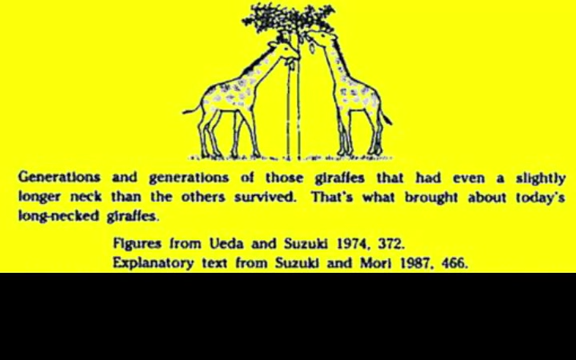 Generations and generations of those giraffes that had even a slightly
longer neck than the others survived. That's what brought about today's
long-necked giraffes.
Figures from Ueda and Suzuki 1974, 372.
Explanatory text from Suzuki and Mori 1987, 466.